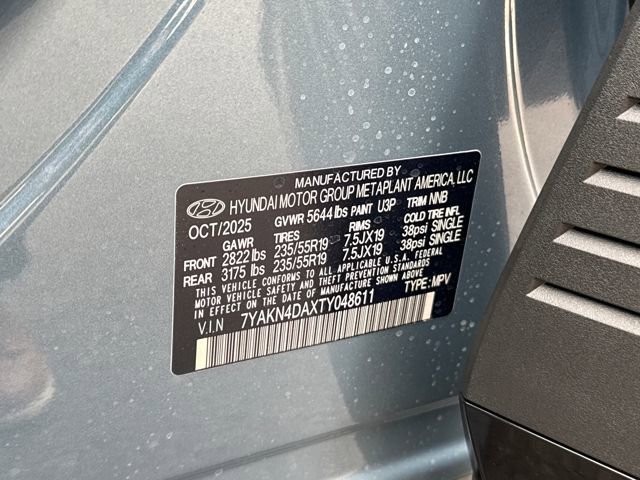 MANUFACTURED BY
HYUNDAI MOTOR GROUP METAPLANT AMERICA, LLC
OCT/2025 GVWR 5644 lbs PAINT U3P TRIM NNB
GAWR TIRES RIMS COLD TIRE INFL
FRONT 2822 lbs 235/55R19 7.5JX19 38psi SINGLE
REAR 3175 lbs 235/55R19 7.5JX19 38psi SINGLE
THIS VEHICLE CONFORMS TO ALL APPLICABLE U.S.A FEDERAL
MOTOR VEHICLE SAFETY, BUMPER, AND THEFT PREVENTION
STANDARDS IN EFFECT ON THE DATE OF MANUFACTURE SHOWN ABOVE.
V.I.N 7YAKN4DAXTY048611 TYPE: MPV